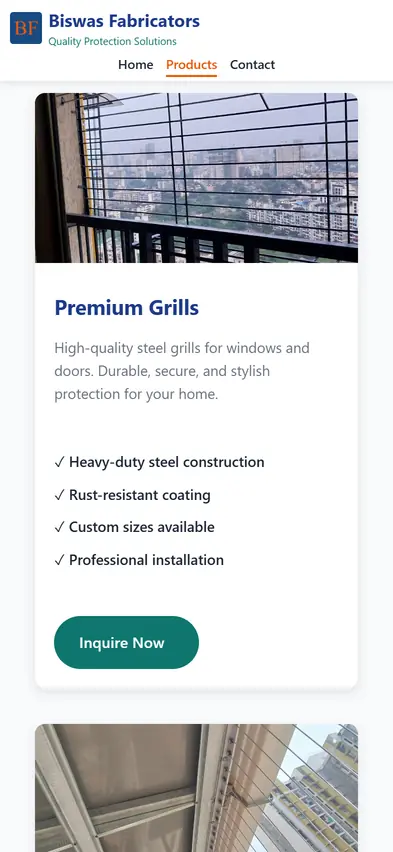 BF
Biswas Fabricators
Quality Protection Solutions
Home Products Contact
Premium Grills
High-quality steel grills for windows and
doors. Durable, secure, and stylish
protection for your home.
✓ Heavy-duty steel construction
✓ Rust-resistant coating
✓ Custom sizes available
✓ Professional installation
Inquire Now